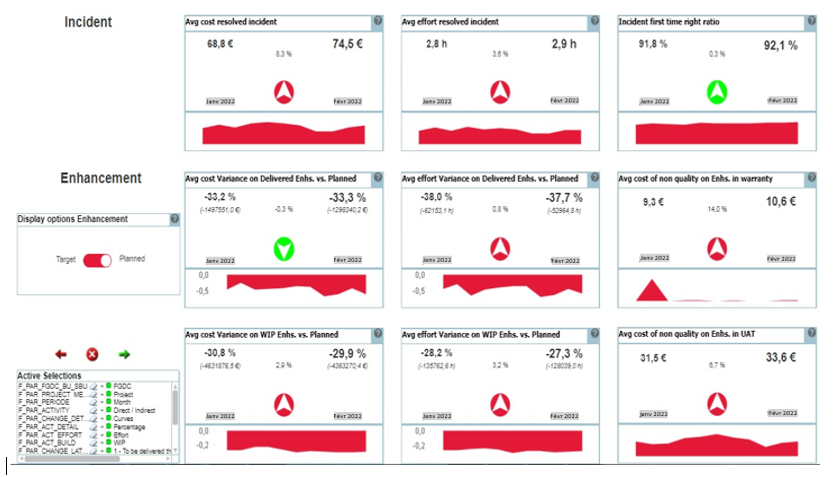 Incident
Avg cost resolved incident ?
68,8 € 74,5 €
8,3 %
Janv 2022 Févr 2022
Avg effort resolved incident ?
2,8 h 2,9 h
3,6 %
Janv 2022 Févr 2022
Incident first time right ratio ?
91,8 % 92,1 %
0,3 %
Janv 2022 Févr 2022
Enhancement
Display options Enhancement ?
Target Planned
Avg cost Variance on Delivered Enhs. vs. Planned ?
-33,2 % -33,3 %
(-1497551,0 €) -0,3 % (-1298340,2 €)
Janv 2022 Févr 2022
0,0
-0,5
Avg effort Variance on Delivered Enhs. vs. Planned ?
-38,0 % -37,7 %
(-62153,1 h) 0,8 % (-52964,8 h)
Janv 2022 Févr 2022
0,0
-0,5
Avg cost of non quality on Enhs. in warranty ?
9,3 € 10,6 €
14,0 %
Janv 2022 Févr 2022
Active Selections
F_PAR_FGDC_BU_SBU FGDC
F_PAR_PROJECT_ME... Project
F_PAR_PERIODE Month
F_PAR_ACTIVITY Direct / Indirect
F_PAR_CHANGE_DET... Curves
F_PAR_ACT_DETAIL Percentage
F_PAR_ACT_EFFORT Effort
F_PAR_ACT_BUILD WIP
F_PAR_CHANGE_LAT... 1 - To be delivered th
Avg cost Variance on WIP Enhs. vs. Planned ?
-30,8 % -29,9 %
(-4631876,5 €) 2,9 % (-4363270,4 €)
Janv 2022 Févr 2022
0,0
-0,2
Avg effort Variance on WIP Enhs. vs. Planned ?
-28,2 % -27,3 %
(-135762,6 h) 3,2 % (-128039,0 h)
Janv 2022 Févr 2022
0,0
-0,2
Avg cost of non quality on Enhs. in UAT ?
31,5 € 33,6 €
6,7 %
Janv 2022 Févr 2022